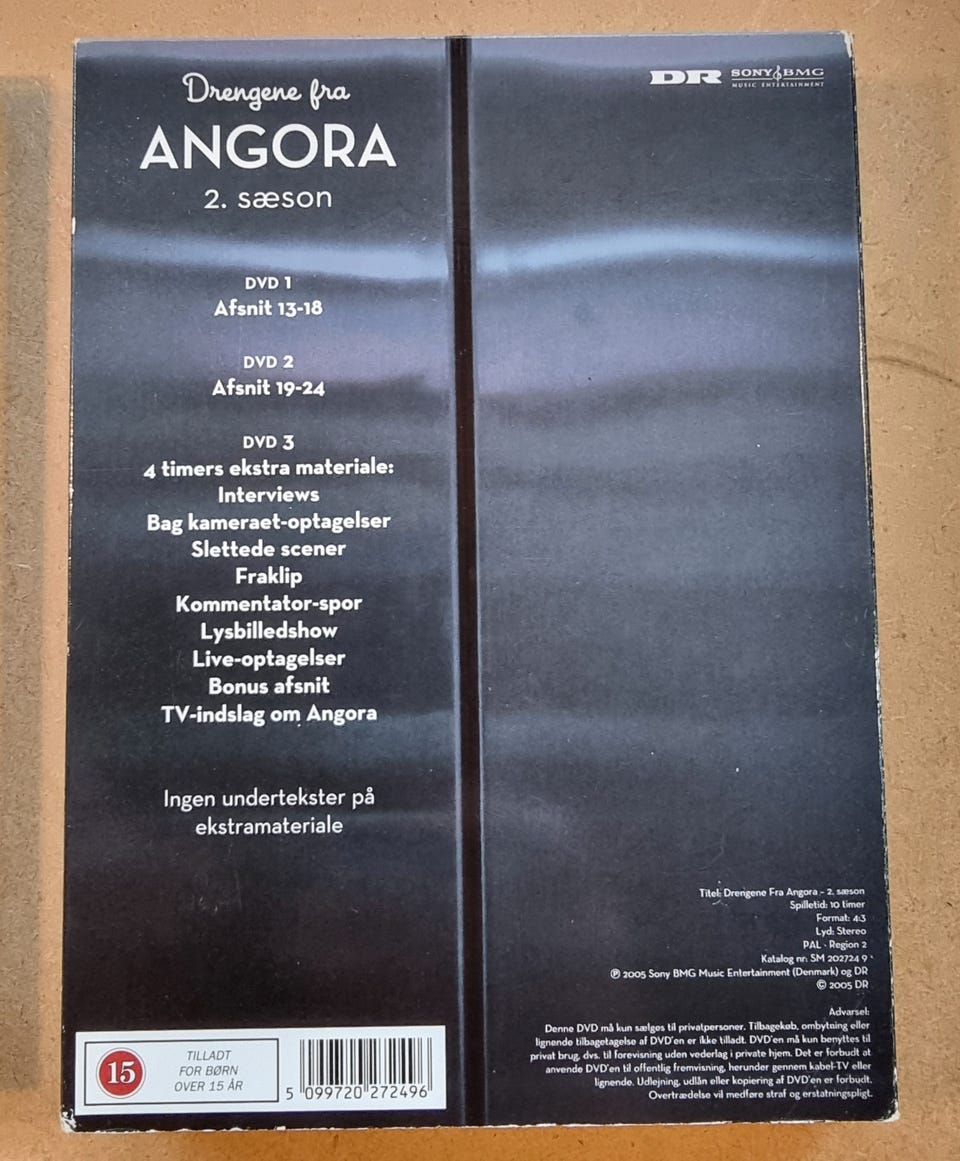 Drengene fra
ANGORA
2. sæson
DVD 1
Afsnit 13-18
DVD 2
Afsnit 19-24
DVD 3
4 timers ekstra materiale:
Interviews
Bag kameraet-optagelser
Slettede scener
Fraklip
Kommentator-spor
Lysbilledshow
Live-optagelser
Bonus afsnit
TV-indslag om Angora
Ingen undertekster på
ekstramateriale
15
TILLADT
FOR BØRN
OVER 15 ÅR
5 099720 272496
DR SONY BMG
MUSIC ENTERTAINMENT
Titel: Drengene Fra Angora - 2. sæson
Spilletid: 10 timer
Format: 4:3
Lyd: Stereo
PAL - Region 2
Katalog nr: SM 202724 9
℗ 2005 Sony BMG Music Entertainment (Denmark) og DR
© 2005 DR
Advarsel:
Denne DVD må kun sælges til privatpersoner. Tilbagekøb, ombytning eller
lignende tilbagetagelse af DVD'en er ikke tilladt. DVD'en må kun benyttes til
privat brug, dvs. til forevisning uden vederlag i private hjem. Det er forbudt at
anvende DVD'en til offentlig fremvisning, herunder gennem kabel-TV eller
lignende. Udlejning, udlån eller kopiering af DVD'en er forbudt.
Overtrædelse vil medføre straf og erstatningspligt.